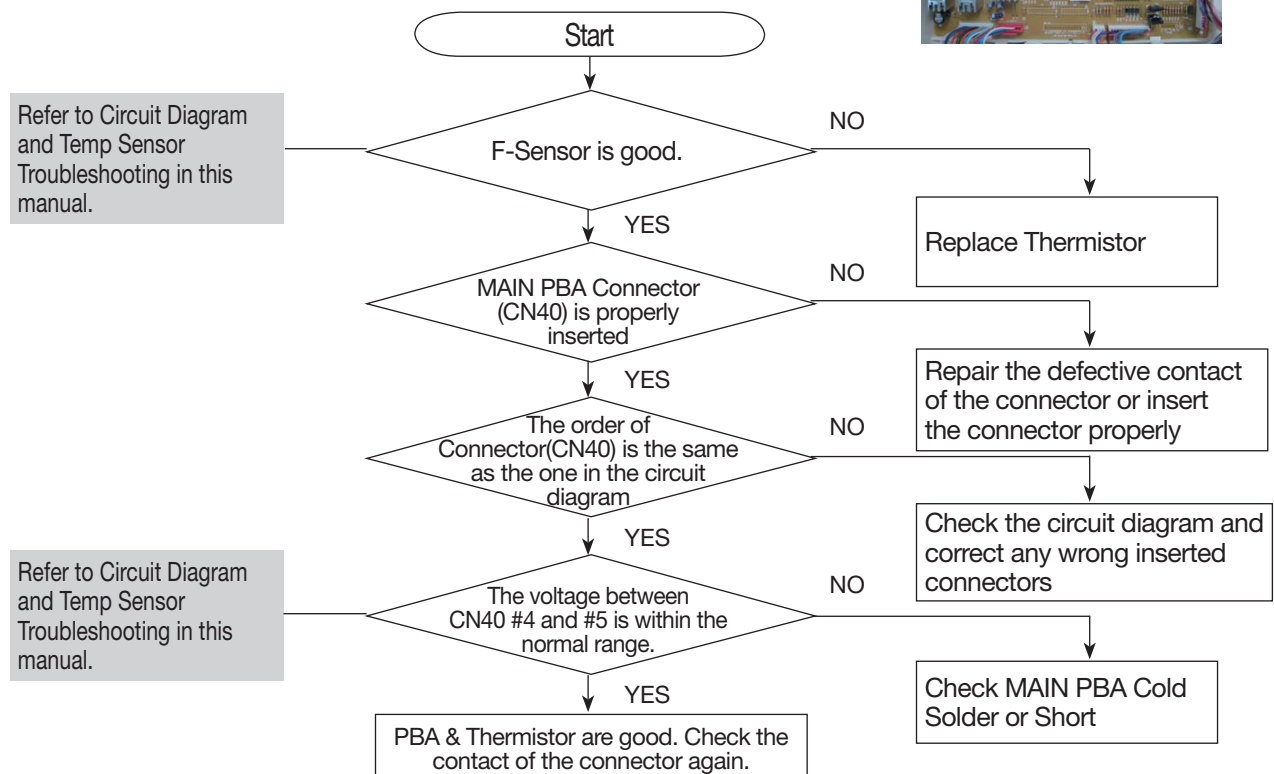 Start
Refer to Circuit Diagram
and Temp Sensor
Troubleshooting in this
manual.
F-Sensor is good.
NO
Replace Thermistor
YES
MAIN PBA Connector
(CN40) is properly
inserted
NO
Repair the defective contact
of the connector or insert
the connector properly
YES
The order of
Connector(CN40) is the same
as the one in the circuit
diagram
NO
Check the circuit diagram and
correct any wrong inserted
connectors
YES
Refer to Circuit Diagram
and Temp Sensor
Troubleshooting in this
manual.
The voltage between
CN40 #4 and #5 is within the
normal range.
NO
Check MAIN PBA Cold
Solder or Short
YES
PBA & Thermistor are good. Check the
contact of the connector again.